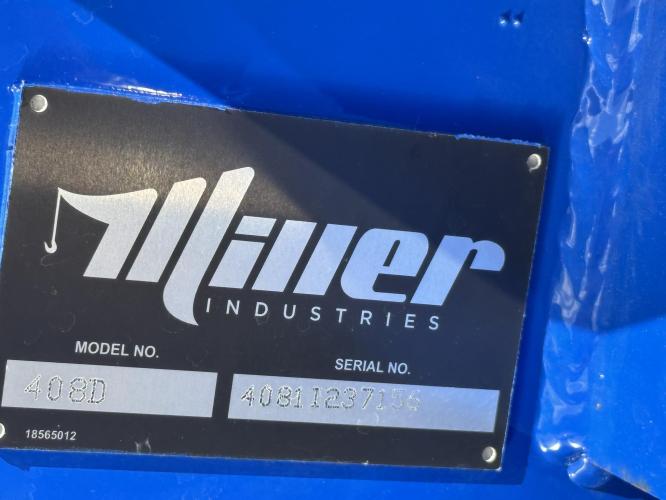 Miller
INDUSTRIES
MODEL NO.
408D
SERIAL NO.
40811237156
18565012